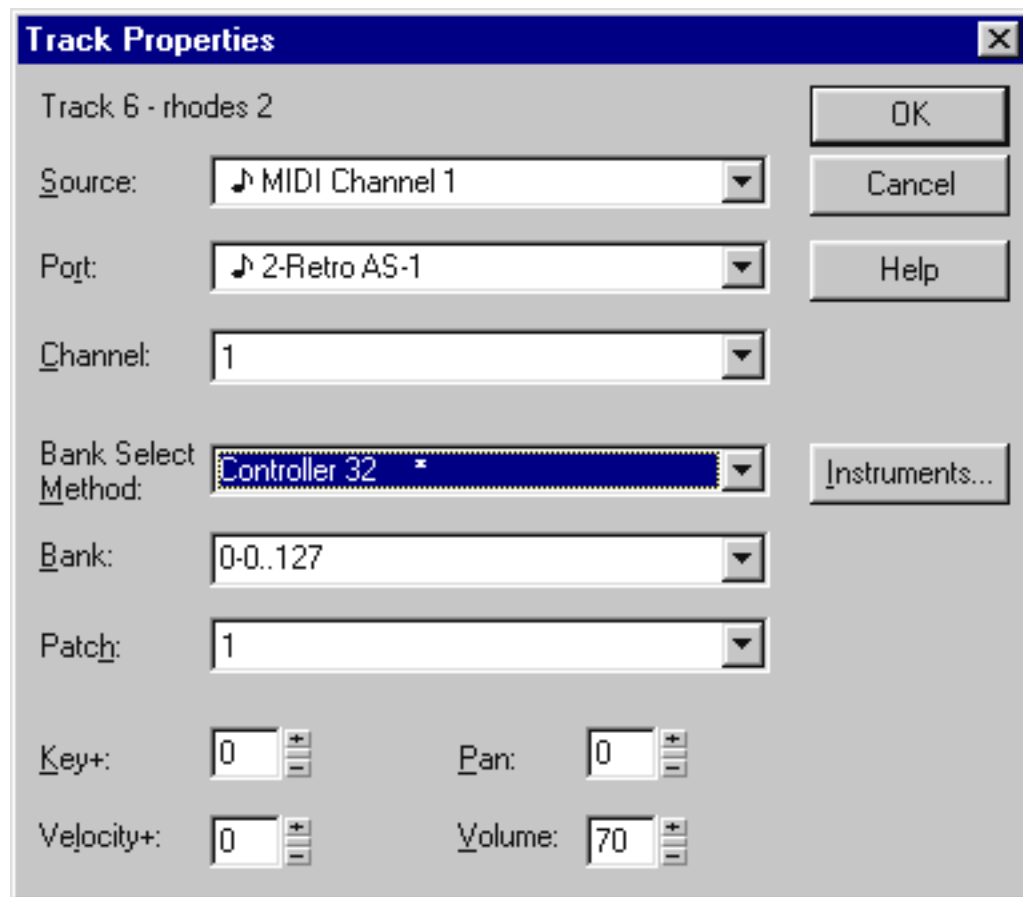 Track Properties
Track 6 - rhodes 2
OK
Source: ♪ MIDI Channel 1
Cancel
Port: ♪ 2-Retro AS-1
Help
Channel: 1
Bank Select
Method: Controller 32 *
Instruments...
Bank: 0-0..127
Patch: 1
Key+: 0 Pan: 0
Velocity+: 0 Volume: 70